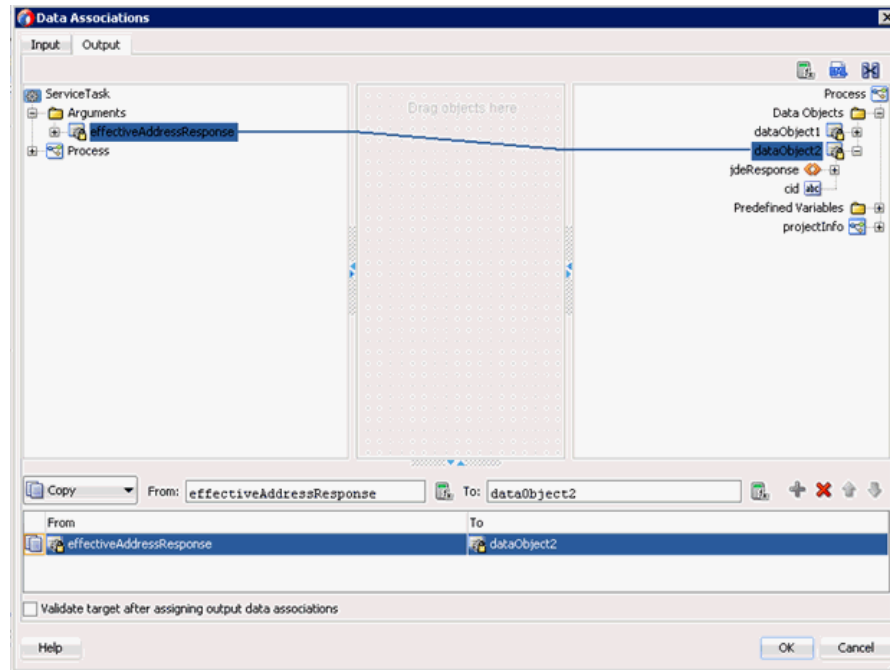 Data Associations
Input Output
ServiceTask
Arguments
effectiveAddressResponse
Process
Drag objects here
Process
Data Objects
dataObject1
dataObject2
jdeResponse
cid abc
Predefined Variables
projectInfo
Copy From: effectiveAddressResponse To: dataObject2
From To
effectiveAddressResponse dataObject2
Validate target after assigning output data associations
Help OK Cancel